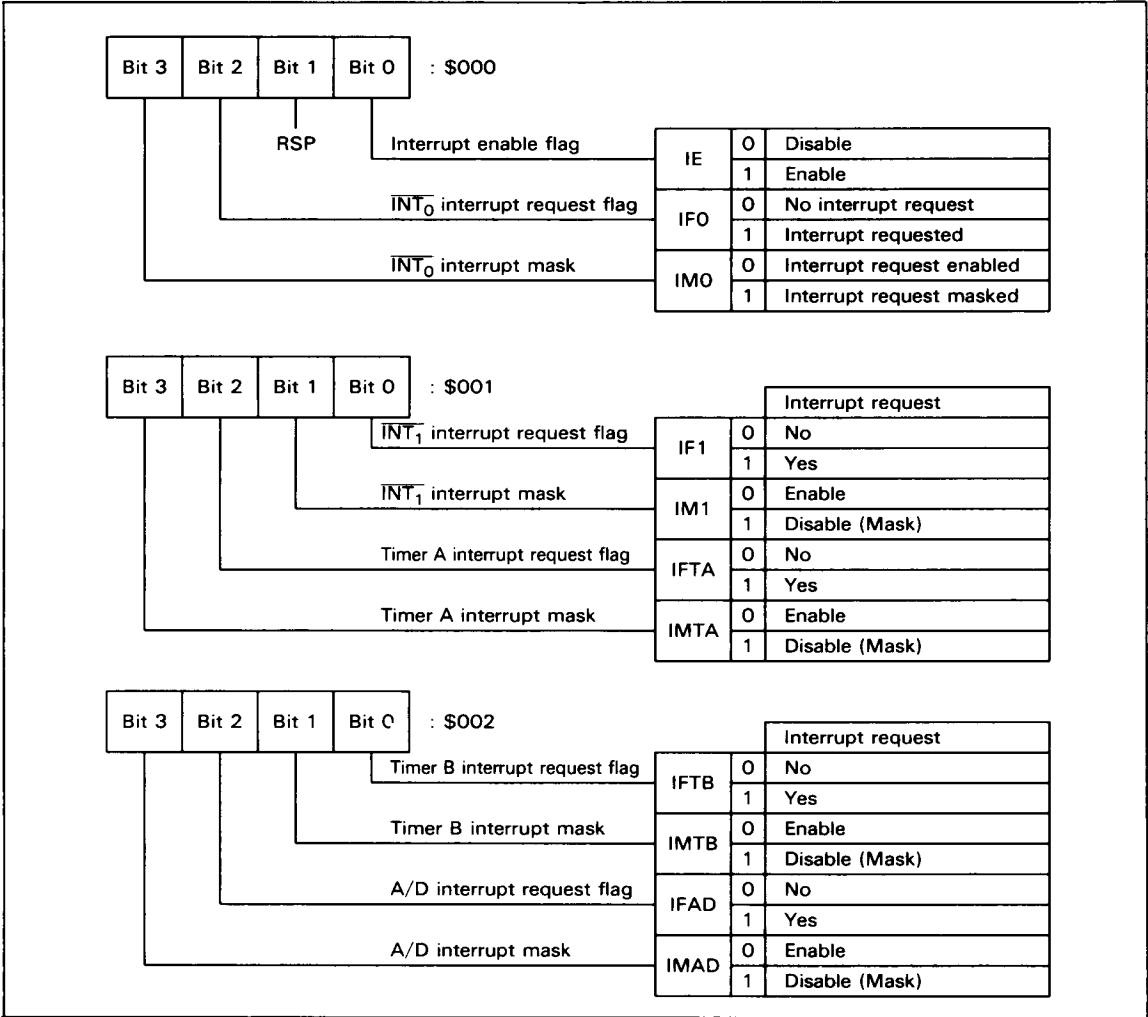 Bit 3 Bit 2 Bit 1 Bit 0 : $000
RSP
Interrupt enable flag
IE
0 Disable
1 Enable
INT0 interrupt request flag
IF0
0 No interrupt request
1 Interrupt requested
INT0 interrupt mask
IM0
0 Interrupt request enabled
1 Interrupt request masked
Bit 3 Bit 2 Bit 1 Bit 0 : $001
Interrupt request
INT1 interrupt request flag
IF1
0 No
1 Yes
INT1 interrupt mask
IM1
0 Enable
1 Disable (Mask)
Timer A interrupt request flag
IFTA
0 No
1 Yes
Timer A interrupt mask
IMTA
0 Enable
1 Disable (Mask)
Bit 3 Bit 2 Bit 1 Bit 0 : $002
Interrupt request
Timer B interrupt request flag
IFTB
0 No
1 Yes
Timer B interrupt mask
IMTB
0 Enable
1 Disable (Mask)
A/D interrupt request flag
IFAD
0 No
1 Yes
A/D interrupt mask
IMAD
0 Enable
1 Disable (Mask)